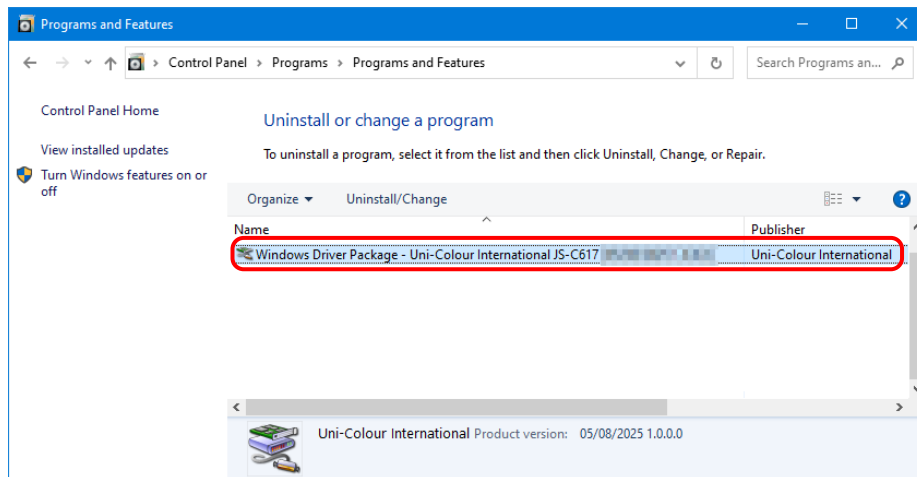 Programs and Features
Control Panel > Programs > Programs and Features
Search Programs an...
Control Panel Home
View installed updates
Turn Windows features on or
off
Uninstall or change a program
To uninstall a program, select it from the list and then click Uninstall, Change, or Repair.
Organize
Uninstall/Change
Name
Publisher
Windows Driver Package - Uni-Colour International JS-C617
Uni-Colour International
Uni-Colour International Product version: 05/08/2025 1.0.0.0